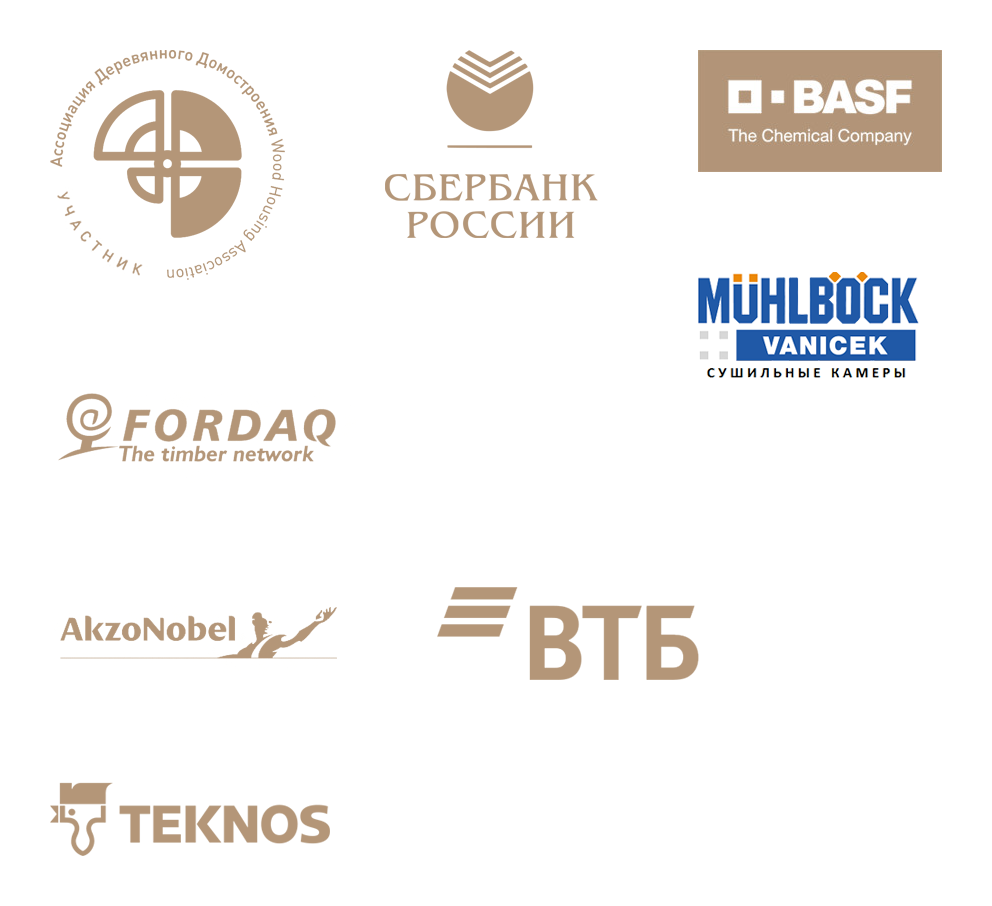 Ассоциация Деревянного Домостроения Wood Housing Association
УЧАСТНИК
СБЕРБАНК
РОССИИ
BASF
The Chemical Company
MÜHLBÖCK
VANICEK
СУШИЛЬНЫЕ КАМЕРЫ
FORDAQ
The timber network
AkzoNobel
ВТБ
TEKNOS